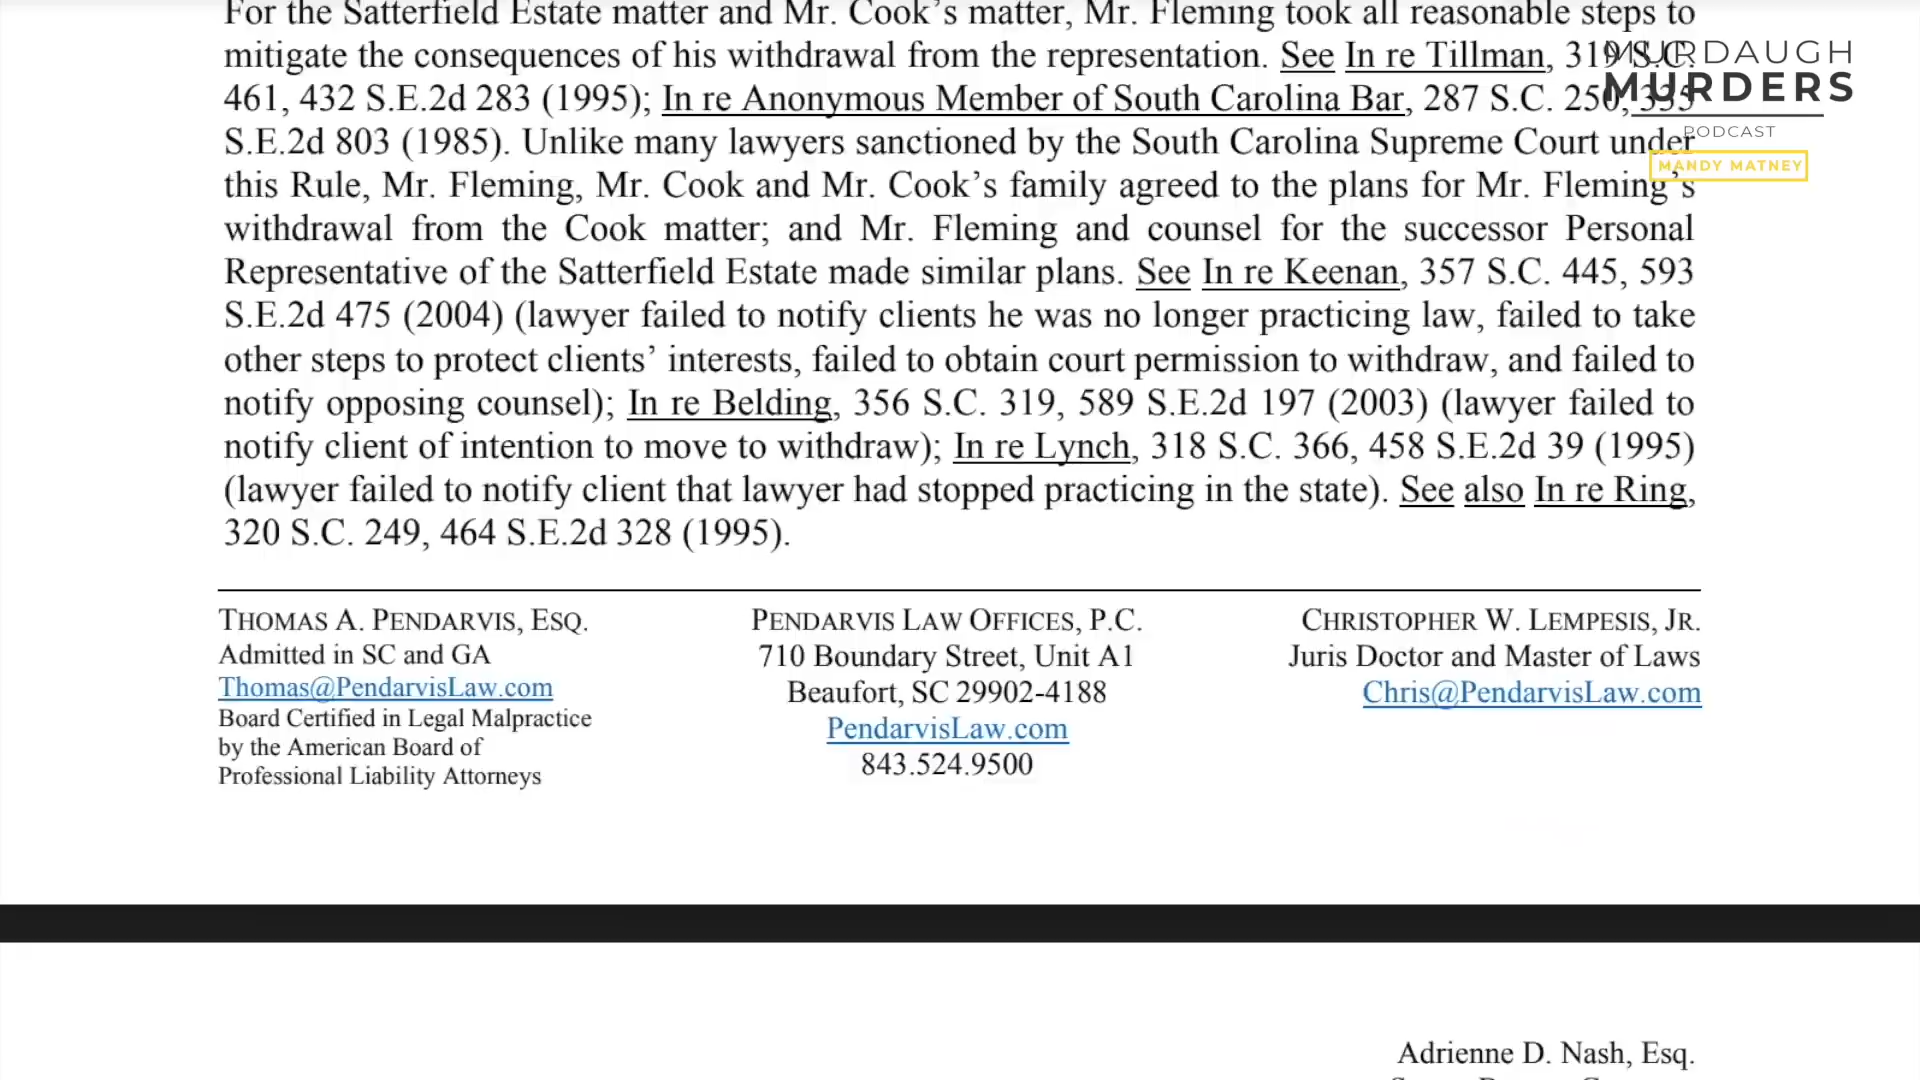 For the Satterfield Estate matter and Mr. Cook's matter, Mr. Fleming took all reasonable steps to
mitigate the consequences of his withdrawal from the representation. See In re Tillman, 319 S.C.
461, 432 S.E.2d 283 (1995); In re Anonymous Member of South Carolina Bar, 287 S.C. 250, 335
S.E.2d 803 (1985). Unlike many lawyers sanctioned by the South Carolina Supreme Court under
this Rule, Mr. Fleming, Mr. Cook and Mr. Cook's family agreed to the plans for Mr. Fleming's
withdrawal from the Cook matter; and Mr. Fleming and counsel for the successor Personal
Representative of the Satterfield Estate made similar plans. See In re Keenan, 357 S.C. 445, 593
S.E.2d 475 (2004) (lawyer failed to notify clients he was no longer practicing law, failed to take
other steps to protect clients' interests, failed to obtain court permission to withdraw, and failed to
notify opposing counsel); In re Belding, 356 S.C. 319, 589 S.E.2d 197 (2003) (lawyer failed to
notify client of intention to move to withdraw); In re Lynch, 318 S.C. 366, 458 S.E.2d 39 (1995)
(lawyer failed to notify client that lawyer had stopped practicing in the state). See also In re Ring,
320 S.C. 249, 464 S.E.2d 328 (1995).
MURDAUGH
MURDERS
PODCAST
MANDY MATNEY
THOMAS A. PENDARVIS, ESQ.
Admitted in SC and GA
Thomas@PendarvisLaw.com
Board Certified in Legal Malpractice
by the American Board of
Professional Liability Attorneys
PENDARVIS LAW OFFICES, P.C.
710 Boundary Street, Unit A1
Beaufort, SC 29902-4188
PendarvisLaw.com
843.524.9500
CHRISTOPHER W. LEMPESIS, JR.
Juris Doctor and Master of Laws
Chris@PendarvisLaw.com
Adrienne D. Nash, Esq.